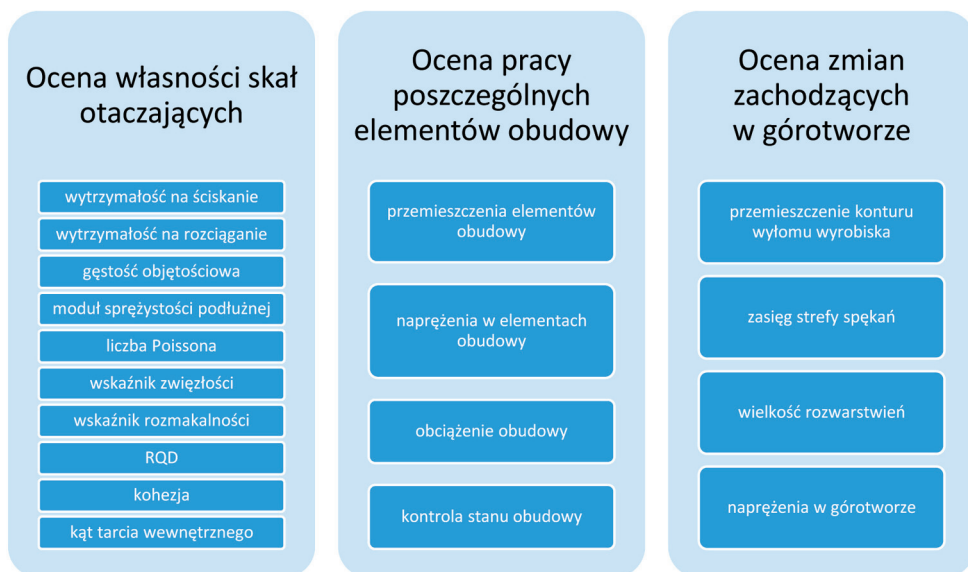 Ocena własności skał
otaczających
wytrzymałość na ściskanie
wytrzymałość na rozciąganie
gęstość objętościowa
moduł sprężystości podłużnej
liczba Poissona
wskaźnik zwięzłości
wskaźnik rozmakalności
RQD
kohezja
kąt tarcia wewnętrznego
Ocena pracy
poszczególnych
elementów obudowy
przemieszczenia elementów
obudowy
naprężenia w elementach
obudowy
obciążenie obudowy
kontrola stanu obudowy
Ocena zmian
zachodzących
w górotworze
przemieszczenie konturu
wyłomu wyrobiska
zasięg strefy spękań
wielkość rozwarstwień
naprężenia w górotworze